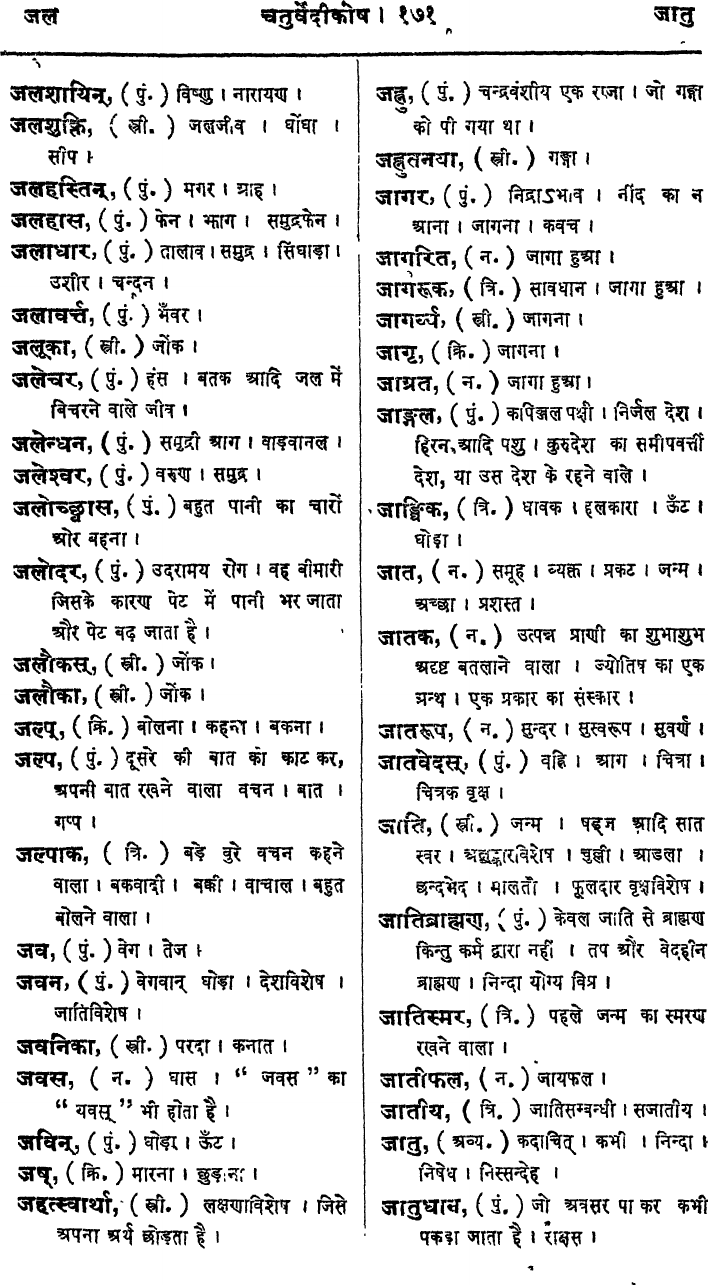 जल
चतुर्वेदीकोष । १७१
जातु
जलशायिन्, ( पुं. ) विष्णु । नारायण ।
जलशुक्ति, ( स्त्री. ) जलजीव । घोंघा ।
सीप ।
जलहस्तिन्, ( पुं. ) मगर । ग्राह ।
जलहास, ( पुं. ) फेन । झाग । समुद्रफेन ।
जलाधार, ( पुं. ) तालाव । समुद्र । सिंघाड़ा ।
उशीर । चन्दन ।
जलावर्त्त, ( पुं. ) भँवर ।
जलूका, ( स्त्री. ) जोंक ।
जलेचर, ( पुं. ) हंस । बतक आदि जल में
विचरने वाले जीव ।
जलेन्धन, ( पुं. ) समुद्री आग । वाड़वानल ।
जलेश्वर, ( पुं. ) वरुण । समुद्र ।
जलोच्छ्वास, ( पुं. ) बहुत पानी का चारों
ओर बहना ।
जलोदर, ( पुं. ) उदरामय रोग । वह बीमारी
जिसके कारण पेट में पानी भर जाता
और पेट बढ़ जाता है ।
जलौकस्, ( स्त्री. ) जोंक ।
जलौका, ( स्त्री. ) जोंक ।
जल्प्, ( क्रि. ) बोलना । कहना । बकना ।
जल्प, ( पुं. ) दूसरे की बात को काट कर,
अपनी बात रखने वाला वचन । बात ।
गप्प ।
जल्पाक, ( त्रि. ) बड़े बुरे वचन कहने
वाला । बकवादी । बक्की । वाचाल । बहुत
बोलने वाला ।
जव, ( पुं. ) वेग । तेज ।
जवन, ( पुं. ) वेगवान् घोड़ा । देशविशेष ।
जातिविशेष ।
जवनिका, ( स्त्री. ) परदा । कनात ।
जवस, ( न. ) घास । “ जवस ” का
“ यवस् ” भी होता है ।
जविन्, ( पुं. ) घोड़ा । ऊँट ।
जष्, ( क्रि. ) मारना । छुड़ाना ।
जहत्स्वार्था, ( स्त्री. ) लक्षणाविशेष । जिसे
अपना अर्थ छोड़ता है ।
जह्नु, ( पुं. ) चन्द्रवंशीय एक राजा । जो गङ्गा
को पी गया था ।
जह्नुतनया, ( स्त्री. ) गङ्गा ।
जागर, ( पुं. ) निद्राऽभाव । नींद का न
आना । जागना । कवच ।
जागरित, ( न. ) जागा हुआ ।
जागरूक, ( त्रि. ) सावधान । जागा हुआ ।
जागर्य्या, ( स्त्री. ) जागना ।
जागृ, ( क्रि. ) जागना ।
जाग्रत, ( न. ) जागा हुआ ।
जाङ्गल, ( पुं. ) कपिञ्जल पक्षी । निर्जल देश ।
हिरन आदि पशु । कुरुदेश का समीपवर्त्ती
देश, या उस देश के रहने वाले ।
जाङ्घिक, ( त्रि. ) धावक । हलकारा । ऊँट ।
घोड़ा ।
जात, ( न. ) समूह । व्यक्त । प्रकट । जन्म ।
अच्छा । प्रशस्त ।
जातक, ( न. ) उत्पन्न प्राणी का शुभाशुभ
अदृष्ट बतलाने वाला । ज्योतिष का एक
ग्रन्थ । एक प्रकार का संस्कार ।
जातरूप, ( न. ) सुन्दर । सुस्वरूप । सुवर्ण ।
जातवेदस्, ( पुं. ) वह्नि । आग । चित्रा ।
चित्रक वृक्ष ।
जाति, ( स्त्री. ) जन्म । षड्ज आदि सात
स्वर । अलङ्कारविशेष । चुल्ली । आडला ।
छन्दभेद । मालती । फूलदार वृक्षविशेष ।
जातिब्राह्मण, ( पुं. ) केवल जाति से ब्राह्मण
किन्तु कर्म द्वारा नहीं । तप और वेदहीन
ब्राह्मण । निन्दा योग्य विप्र ।
जातिस्मर, ( त्रि. ) पहले जन्म का स्मरण
रखने वाला ।
जातीफल, ( न. ) जायफल ।
जातीय, ( त्रि. ) जातिसम्बन्धी । सजातीय ।
जातु, ( अव्य. ) कदाचित् । कभी । निन्दा ।
निषेध । निस्सन्देह ।
जातुधान, ( पुं. ) जो अवसर पा कर कभी
पकड़ा जाता है । राक्षस ।